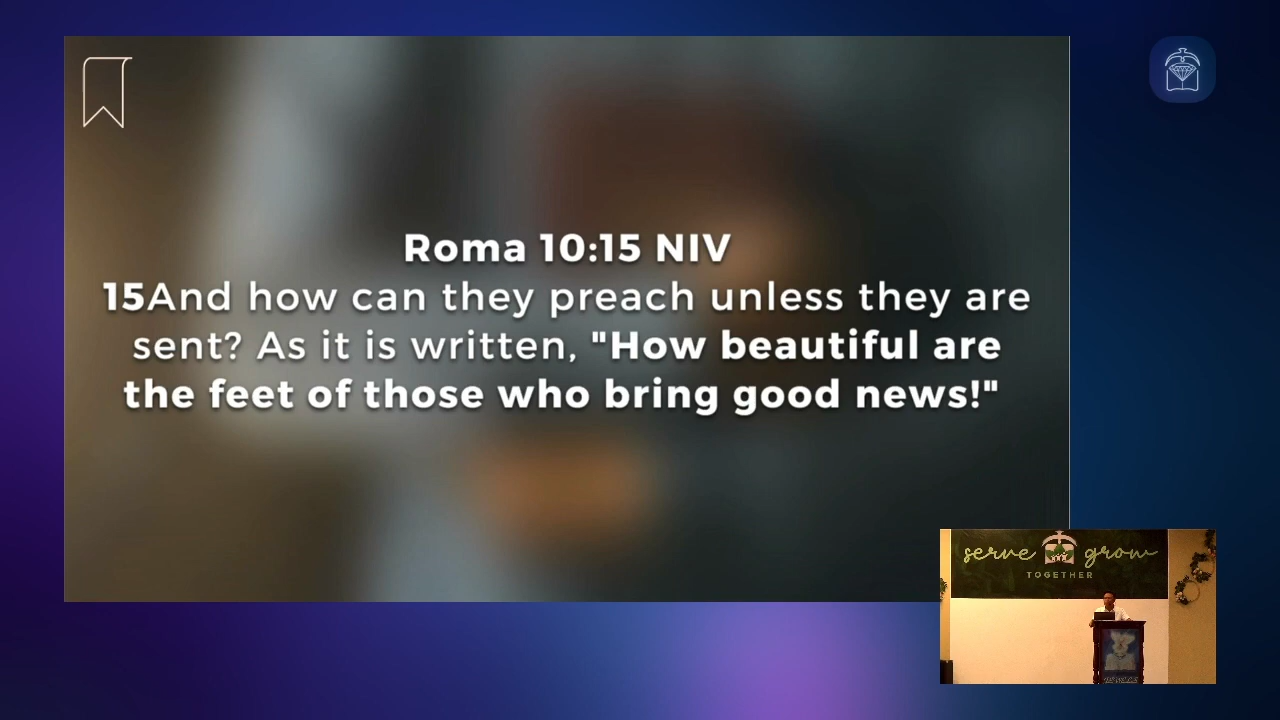 Roma 10:15 NIV
15And how can they preach unless they are
sent? As it is written, "How beautiful are
the feet of those who bring good news!"
serve grow
TOGETHER